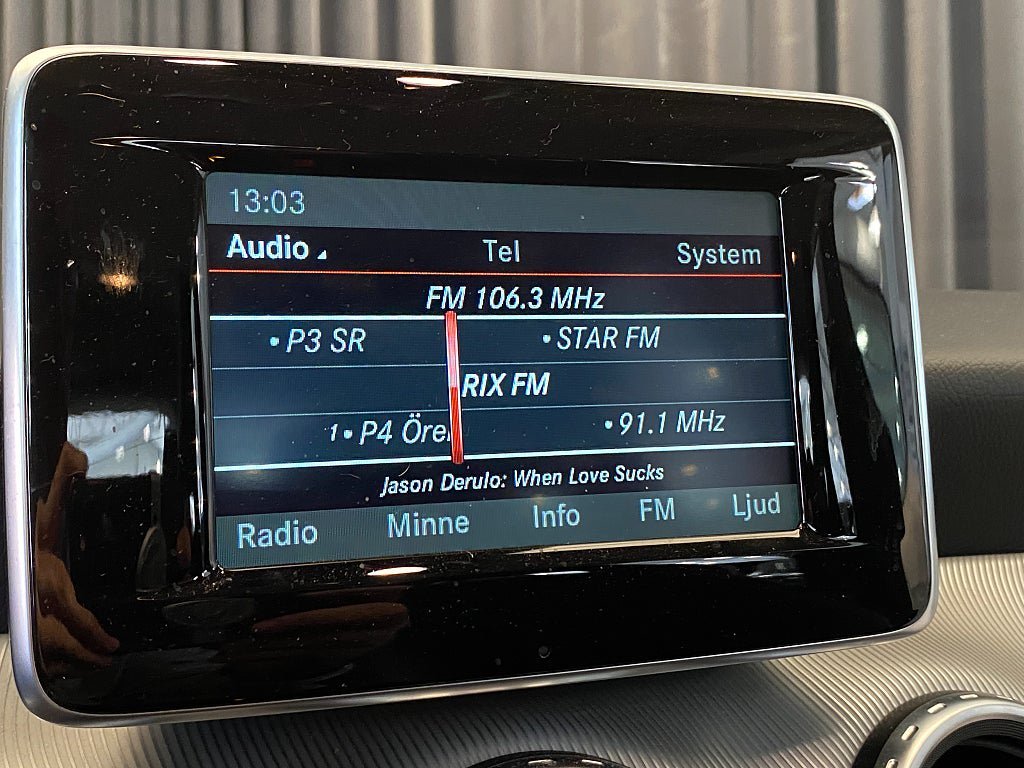 13:03
Audio Tel System
FM 106.3 MHz
•P3 SR •STAR FM
RIX FM
1•P4 •91.1 MHz
Jason Derulo: When Love Sucks
Radio Minne Info FM Ljud